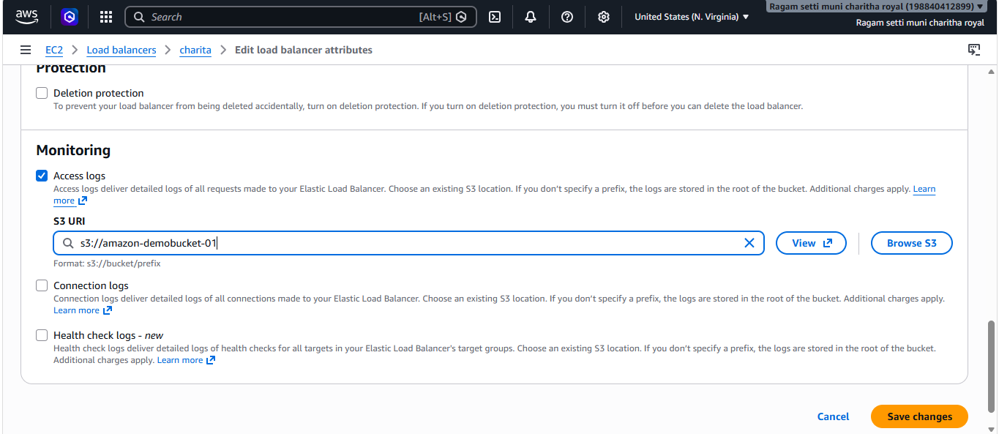 aws
Search [Alt+S]
United States (N. Virginia)
Ragam setti muni charitha royal (198840412899)
Ragam setti muni charitha royal
EC2 > Load balancers > charita > Edit load balancer attributes
Protection
Deletion protection
To prevent your load balancer from being deleted accidentally, turn on deletion protection. If you turn on deletion protection, you must turn it off before you can delete the load balancer.
Monitoring
Access logs
Access logs deliver detailed logs of all requests made to your Elastic Load Balancer. Choose an existing S3 location. If you don't specify a prefix, the logs are stored in the root of the bucket. Additional charges apply. Learn
more
S3 URI
s3://amazon-demobucket-01
View
Browse S3
Format: s3://bucket/prefix
Connection logs
Connection logs deliver detailed logs of all connections made to your Elastic Load Balancer. Choose an existing S3 location. If you don't specify a prefix, the logs are stored in the root of the bucket. Additional charges apply.
Learn more
Health check logs - new
Health check logs deliver detailed logs of health checks for all targets in your Elastic Load Balancer's target groups. Choose an existing S3 location. If you don't specify a prefix, the logs are stored in the root of the bucket.
Additional charges apply. Learn more
Cancel
Save changes